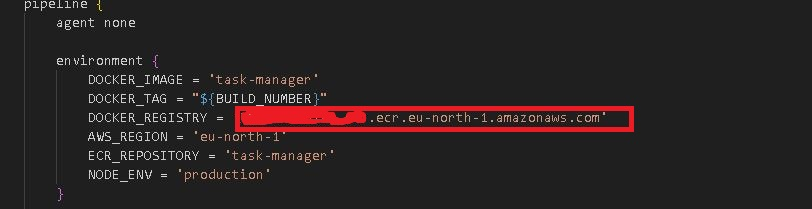 pipeline {
agent none
environment {
DOCKER_IMAGE = 'task-manager'
DOCKER_TAG = "${BUILD_NUMBER}"
DOCKER_REGISTRY = .ecr.eu-north-1.amazonaws.com'
AWS_REGION = 'eu-north-1'
ECR_REPOSITORY = 'task-manager'
NODE_ENV = 'production'
}